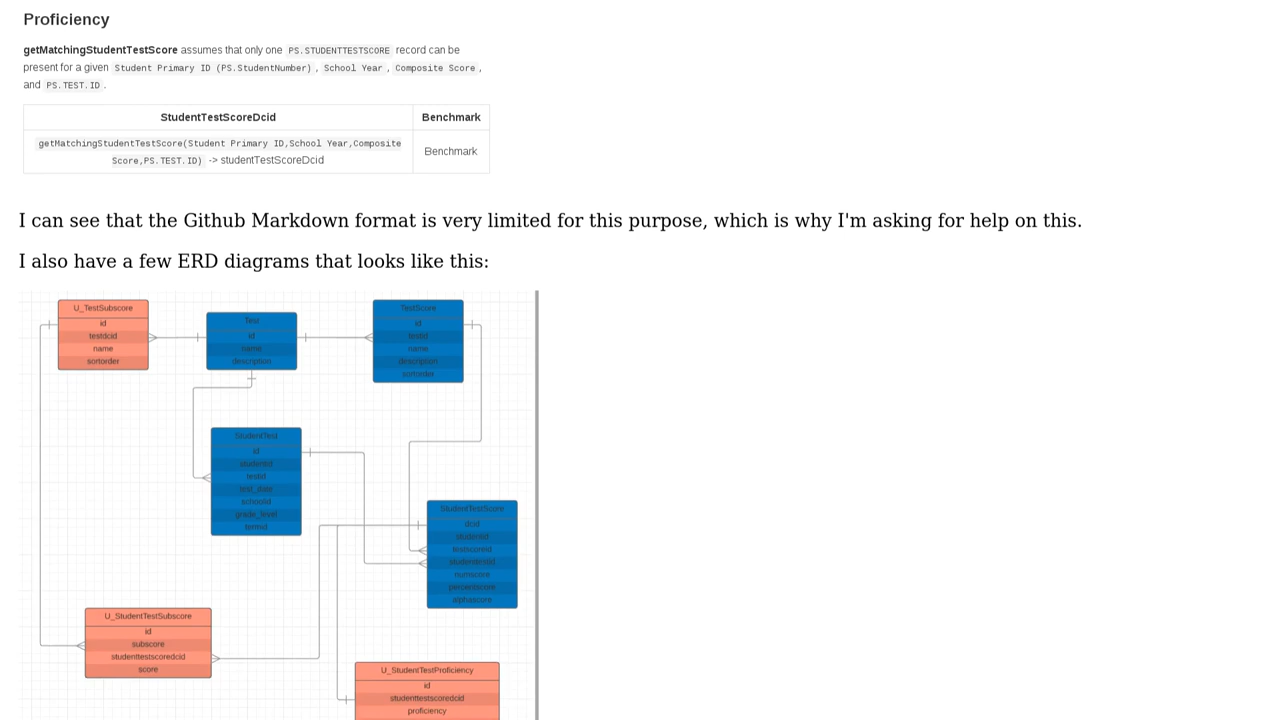 Proficiency
getMatchingStudentTestScore assumes that only one PS.STUDENTTESTSCORE record can be
present for a given Student Primary ID (PS.StudentNumber) , School Year , Composite Score ,
and PS.TEST.ID .
StudentTestScoreDcid Benchmark
getMatchingStudentTestScore(Student Primary ID,School Year,Composite
Score,PS.TEST.ID) -> studentTestScoreDcid
Benchmark
I can see that the Github Markdown format is very limited for this purpose, which is why I'm asking for help on this.
I also have a few ERD diagrams that looks like this:
U_TestSubscore
id
testdcid
name
sortorder
Test
id
name
description
TestScore
id
testid
name
description
sortorder
StudentTest
id
studentid
testid
test_date
schoolid
grade_level
termid
StudentTestScore
dcid
studentid
testscoreid
studenttestid
numscore
percentscore
alphascore
U_StudentTestSubscore
id
subscore
studenttestscoredcid
score
U_StudentTestProficiency
id
studenttestscoredcid
proficiency